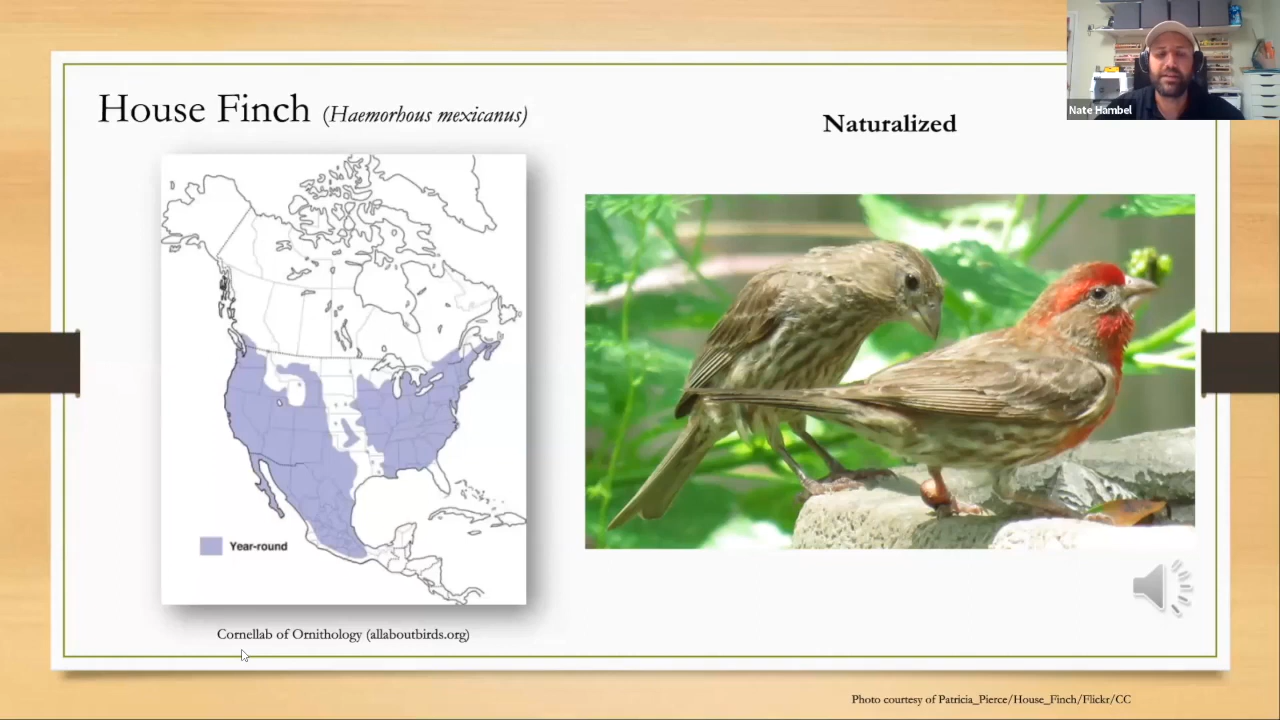 House Finch (Haemorhous mexicanus)
Naturalized
Nate Hambel
Year-round
Cornellab of Ornithology (allaboutbirds.org)
Photo courtesy of Patricia_Pierce/House_Finch/Flickr/CC